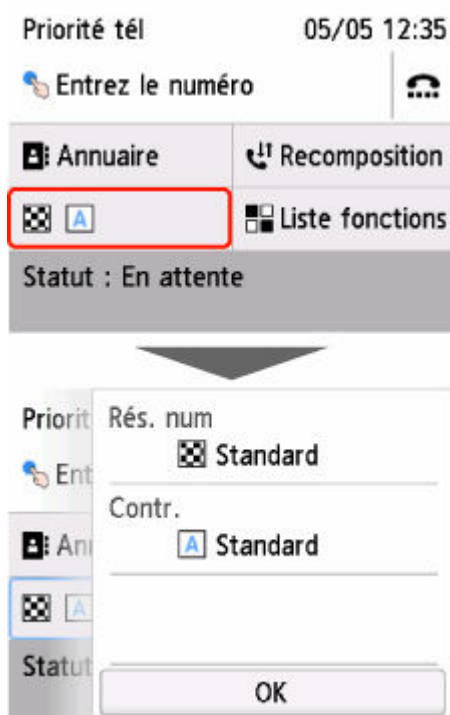 Priorité tél 05/05 12:35
Entrez le numéro
Annuaire Recomposition
A Liste fonctions
Statut : En attente
Priorit Rés. num
Standard
Ent
Contr.
Ann A Standard
A
Statut
OK